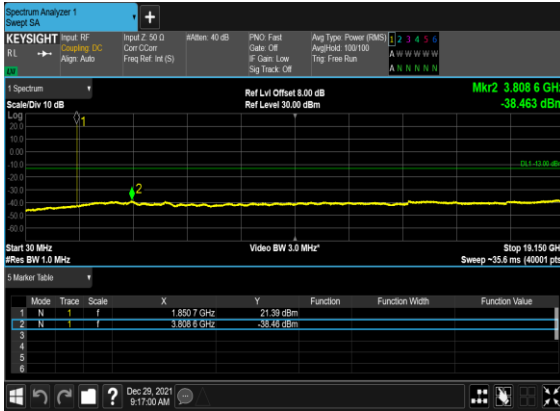 Spectrum Analyzer 1
Swept SA
KEYSIGHT
RL
Input: RF
Coupling: DC
Align: Auto
Input Z: 50 Ω
Corr CCorr
Freq Ref: Int (S)
#Atten: 40 dB
PNO: Fast
Gate: Off
IF Gain: Low
Sig Track: Off
Avg Type: Power (RMS)
Avg|Hold: 100/100
Trig: Free Run
1 2 3 4 5 6
A W W W W W
A N N N N N
1 Spectrum
Scale/Div 10 dB
Ref Lvl Offset 8.00 dB
Ref Level 30.00 dBm
Mkr2 3.808 6 GHz
-38.463 dBm
Log
20.0
10.0
0.00
-10.0
-20.0
-30.0
-40.0
-50.0
-60.0
1
2
DL1 -13.00 dBm
Start 30 MHz
#Res BW 1.0 MHz
Video BW 3.0 MHz*
Stop 19.150 GH
Sweep ~35.6 ms (40001 pts
5 Marker Table
Mode Trace Scale X Y Function Function Width Function Value
1 N 1 f 1.850 7 GHz 21.39 dBm
2 N 1 f 3.808 6 GHz -38.46 dBm
3
4
5
6
?
Dec 29, 2021
9:17:00 AM